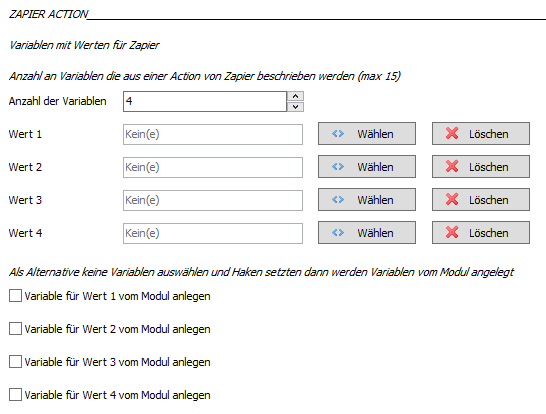 ZAPIER ACTION
Variablen mit Werten für Zapier
Anzahl an Variablen die aus einer Action von Zapier beschrieben werden (max 15)
Anzahl der Variablen 4
Wert 1 Kein(e) Wählen Löschen
Wert 2 Kein(e) Wählen Löschen
Wert 3 Kein(e) Wählen Löschen
Wert 4 Kein(e) Wählen Löschen
Als Alternative keine Variablen auswählen und Haken setzten dann werden Variablen vom Modul angelegt
Variable für Wert 1 vom Modul anlegen
Variable für Wert 2 vom Modul anlegen
Variable für Wert 3 vom Modul anlegen
Variable für Wert 4 vom Modul anlegen